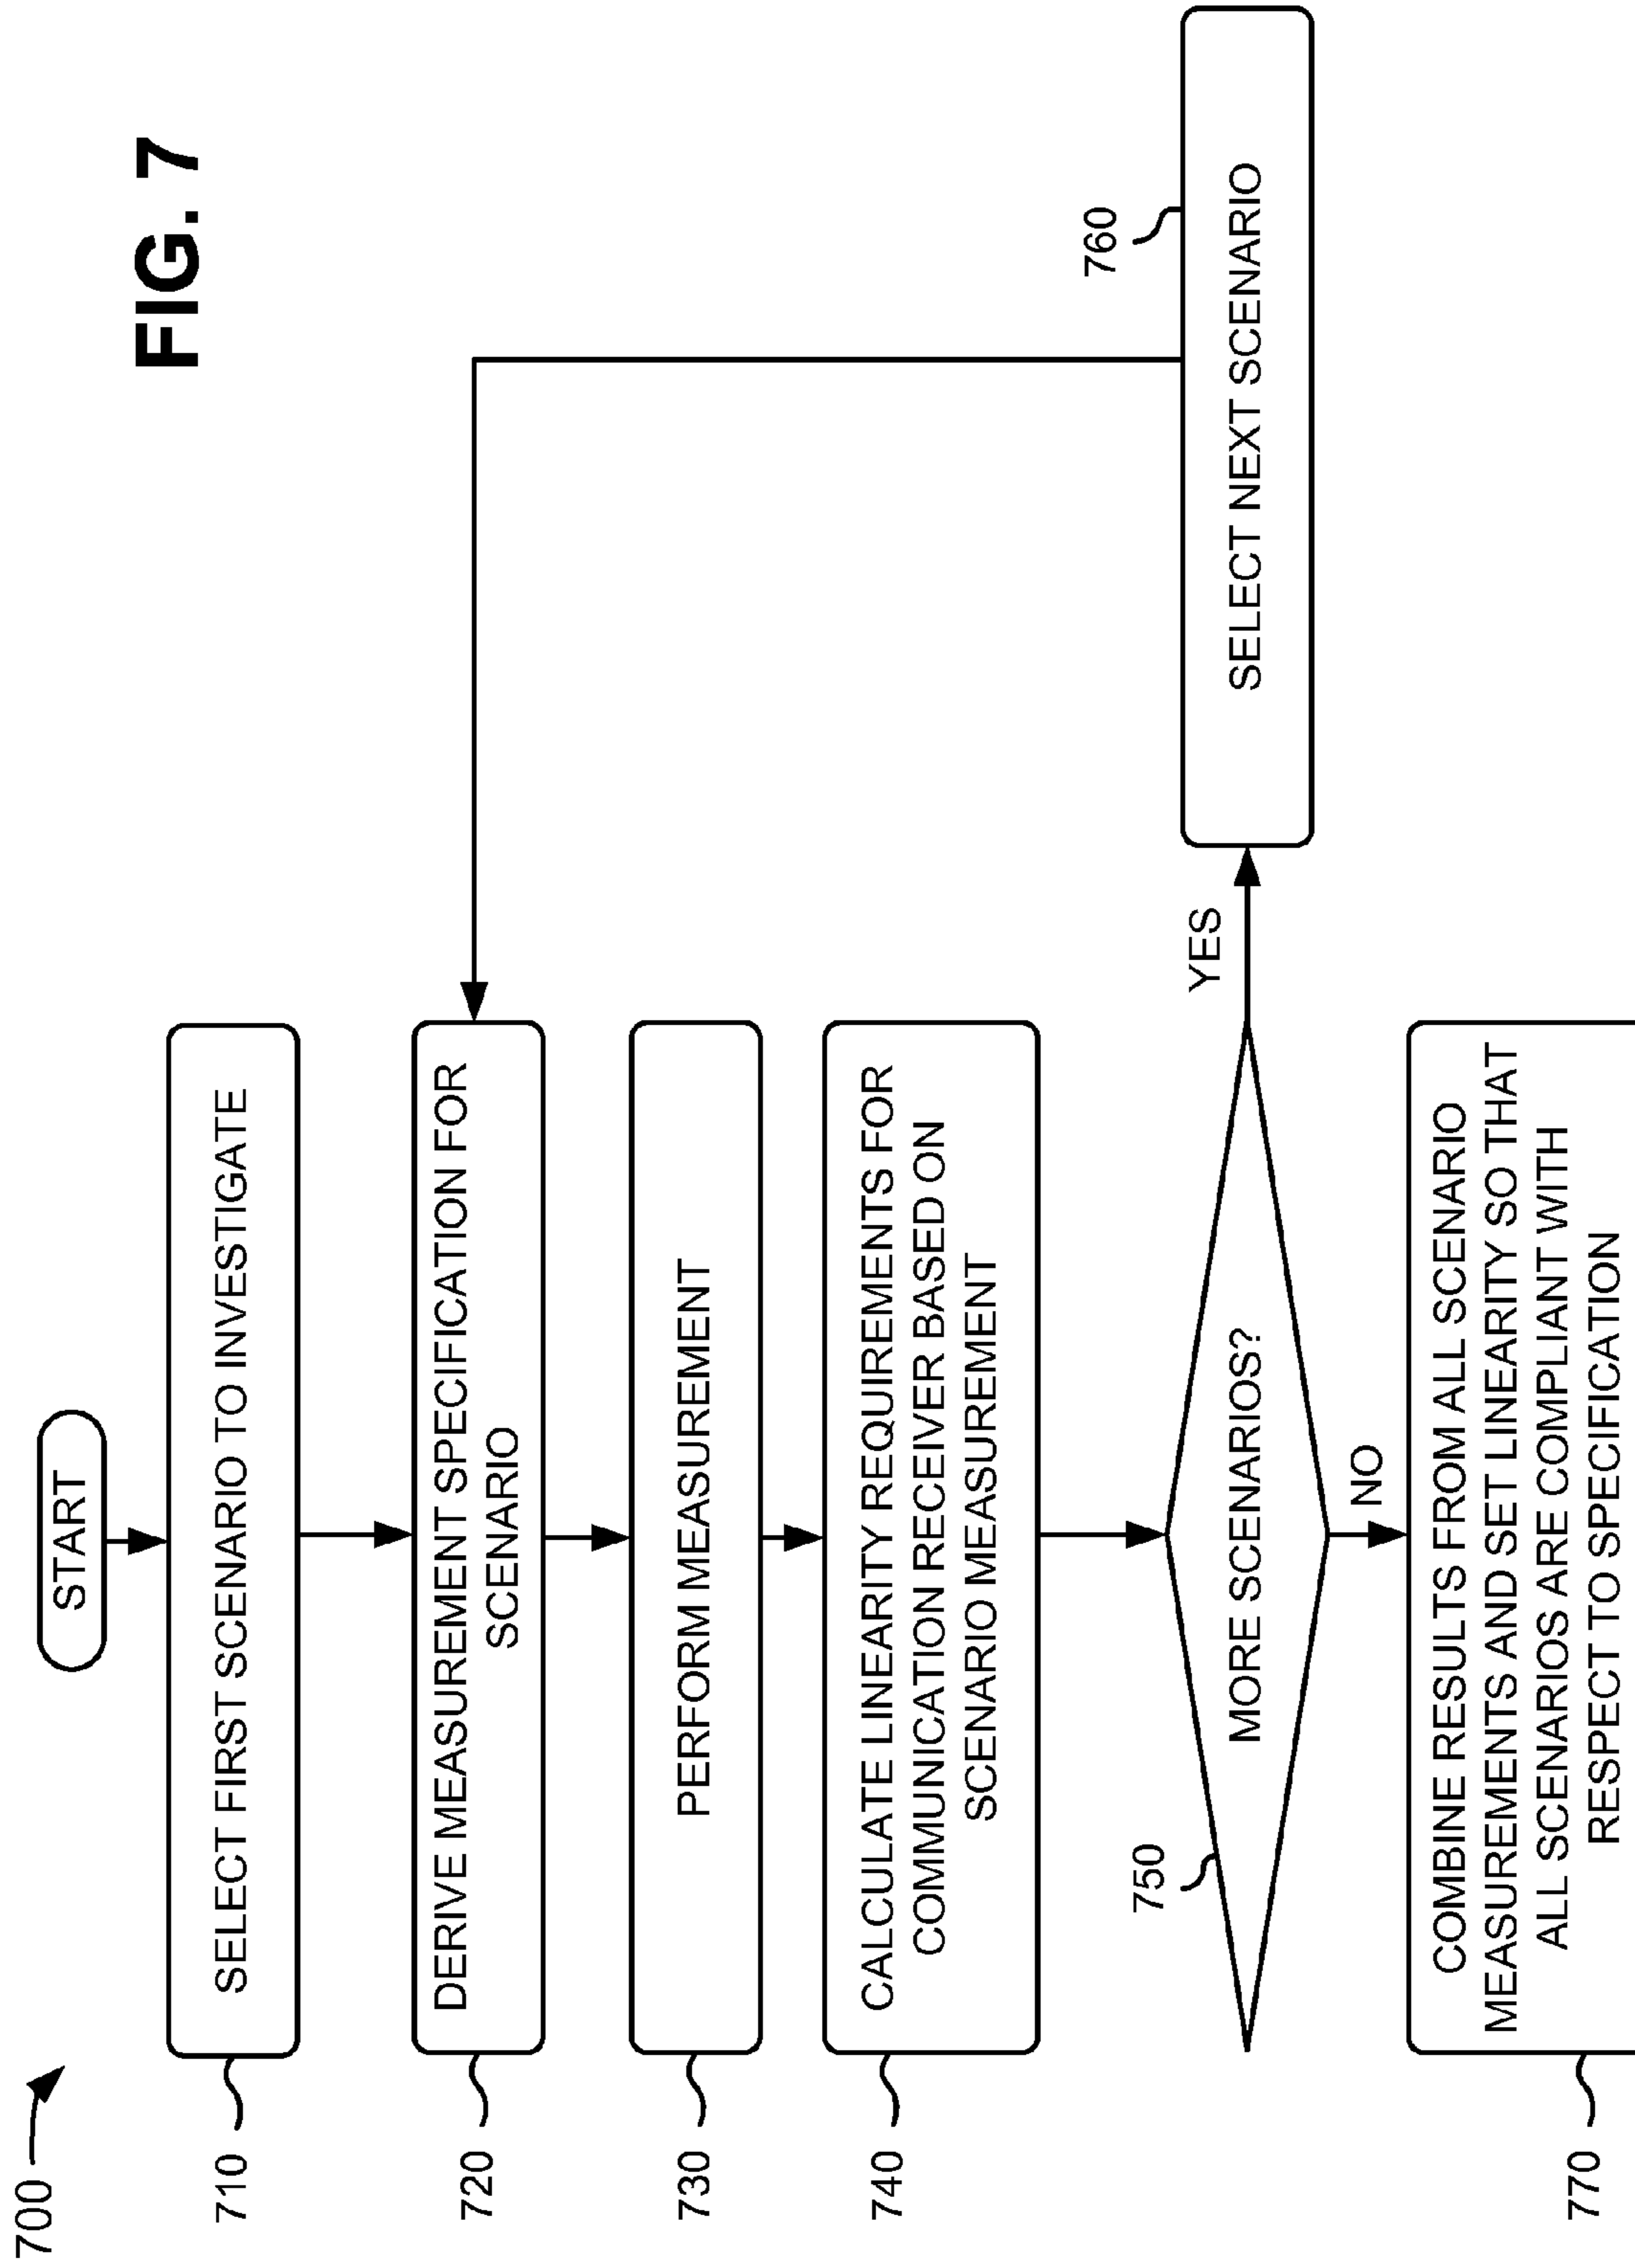 FIG. 7
700
START
710
SELECT FIRST SCENARIO TO INVESTIGATE
720
DERIVE MEASUREMENT SPECIFICATION FOR
SCENARIO
730
PERFORM MEASUREMENT
740
CALCULATE LINEARITY REQUIREMENTS FOR
COMMUNICATION RECEIVER BASED ON
SCENARIO MEASUREMENT
750
MORE SCENARIOS?
YES
760
SELECT NEXT SCENARIO
NO
770
COMBINE RESULTS FROM ALL SCENARIO
MEASUREMENTS AND SET LINEARITY SO THAT
ALL SCENARIOS ARE COMPLIANT WITH
RESPECT TO SPECIFICATION